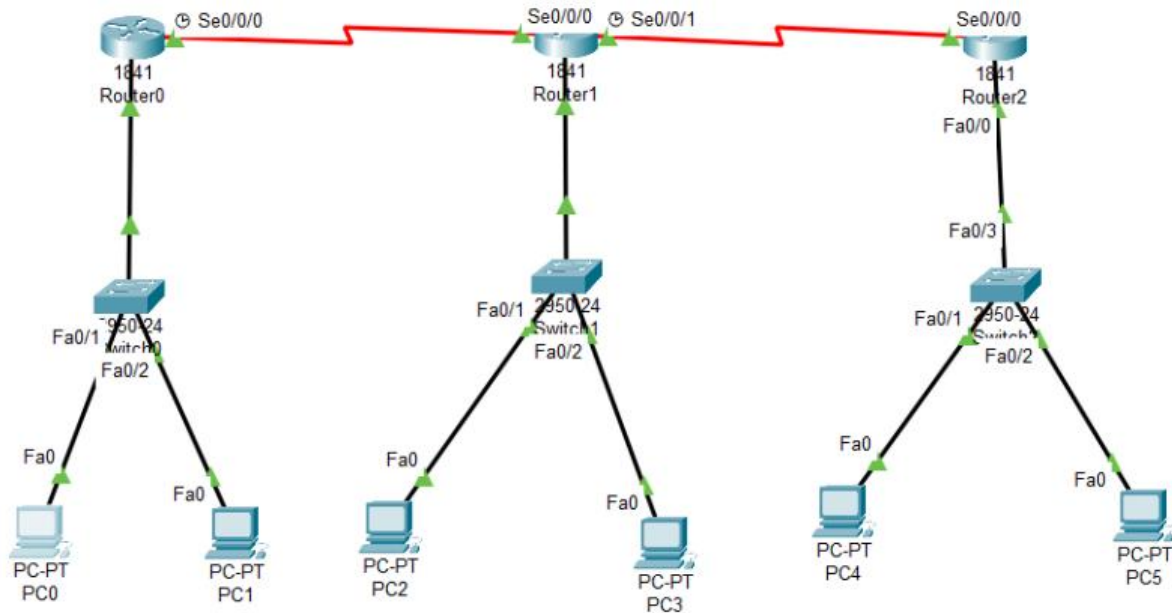 Se0/0/0
Se0/0/0
Se0/0/1
Se0/0/0
1841
Router0
1841
Router1
1841
Router2
Fa0/0
Fa0/3
Fa0/1
Fa0/2
Fa0/1
2950-24
Switch1
Fa0/2
Fa0/1
2950-24
Fa0/2
Fa0
Fa0
Fa0
Fa0
Fa0
Fa0
PC-PT
PC0
PC-PT
PC1
PC-PT
PC2
PC-PT
PC3
PC-PT
PC4
PC-PT
PC5